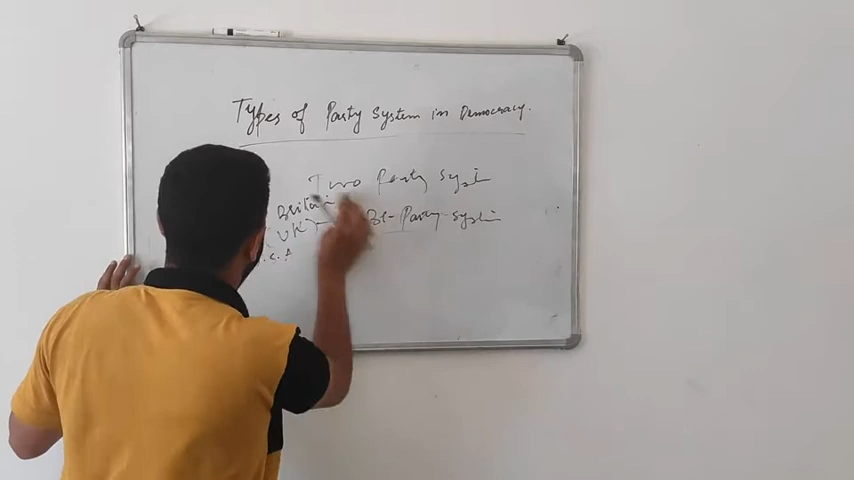 Types of Party System in Democracy.
Two Party System
Britain
UK) Bi-Party System